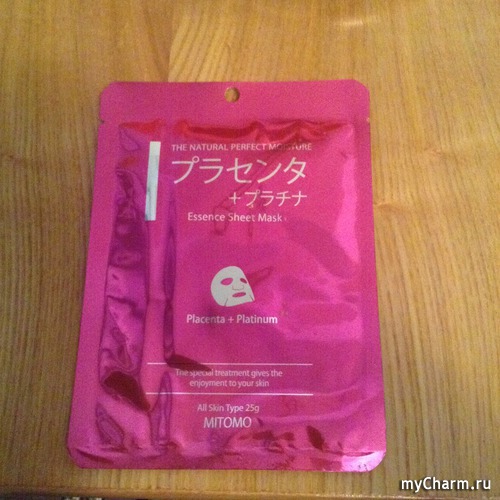 THE NATURAL PERFECT MOISTURE
プラセンタ
+プラチナ
Essence Sheet Mask
Placenta + Platinum
The special treatment gives the
enjoyment to your skin
All Skin Type 25g
MITOMO
myCharm.ru